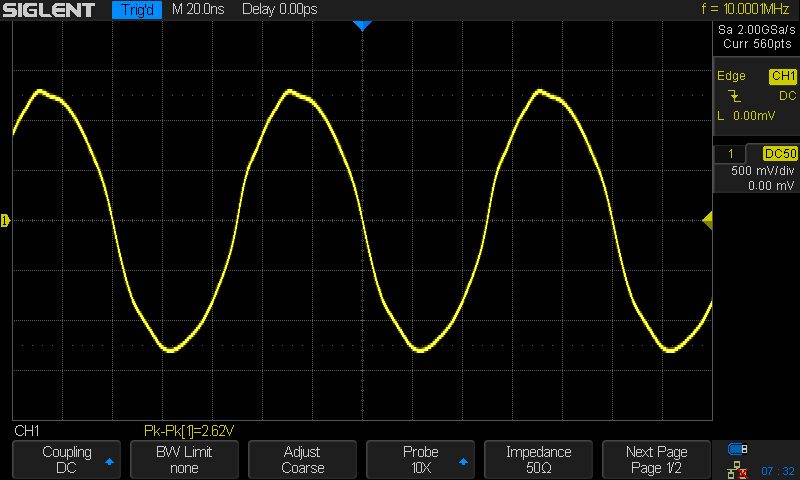 SIGLENT Trig'd M 20.0ns Delay 0.00ps f = 10.0001MHz
Sa 2.00GSa/s
Curr 560pts
Edge CH1
DC
L 0.00mV
1 DC50
500 mV/div
0.00 mV
1
CH1 Pk-Pk[1]=2.62V
Coupling BW Limit Adjust Probe Impedance Next Page
DC none Coarse 10X 50Ω Page 1/2
07 : 32